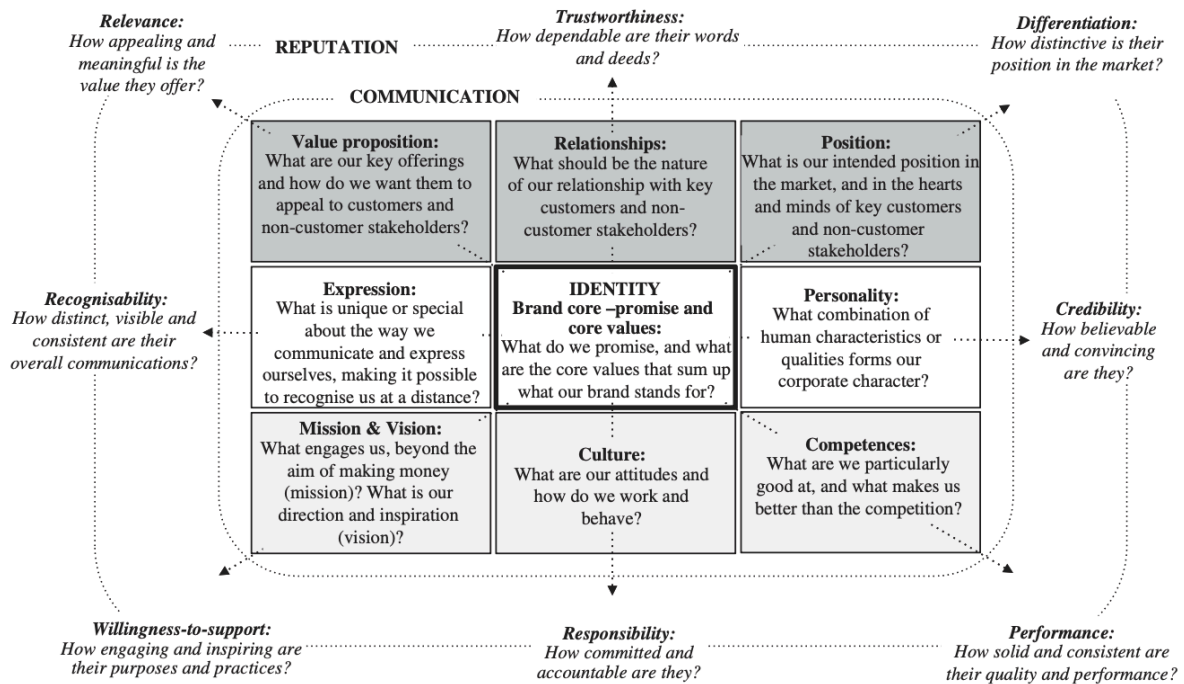 Relevance:
How appealing and
meaningful is the
value they offer?
REPUTATION
Trustworthiness:
How dependable are their words
and deeds?
Differentiation:
How distinctive is their
position in the market?
COMMUNICATION
Value proposition:
What are our key offerings
and how do we want them to
appeal to customers and
non-customer stakeholders?
Relationships:
What should be the nature
of our relationship with key
customers and non-
customer stakeholders?
Position:
What is our intended position in
the market, and in the hearts
and minds of key customers
and non-customer
stakeholders?
Recognisability:
How distinct, visible and
consistent are their
overall communications?
Expression:
What is unique or special
about the way we
communicate and express
ourselves, making it possible
to recognise us at a distance?
IDENTITY
Brand core –promise and
core values:
What do we promise, and what
are the core values that sum up
what our brand stands for?
Personality:
What combination of
human characteristics or
qualities forms our
corporate character?
Credibility:
How believable
and convincing
are they?
Mission & Vision:
What engages us, beyond the
aim of making money
(mission)? What is our
direction and inspiration
(vision)?
Culture:
What are our attitudes and
how do we work and
behave?
Competences:
What are we particularly
good at, and what makes us
better than the competition?
Willingness-to-support:
How engaging and inspiring are
their purposes and practices?
Responsibility:
How committed and
accountable are they?
Performance:
How solid and consistent are
their quality and performance?